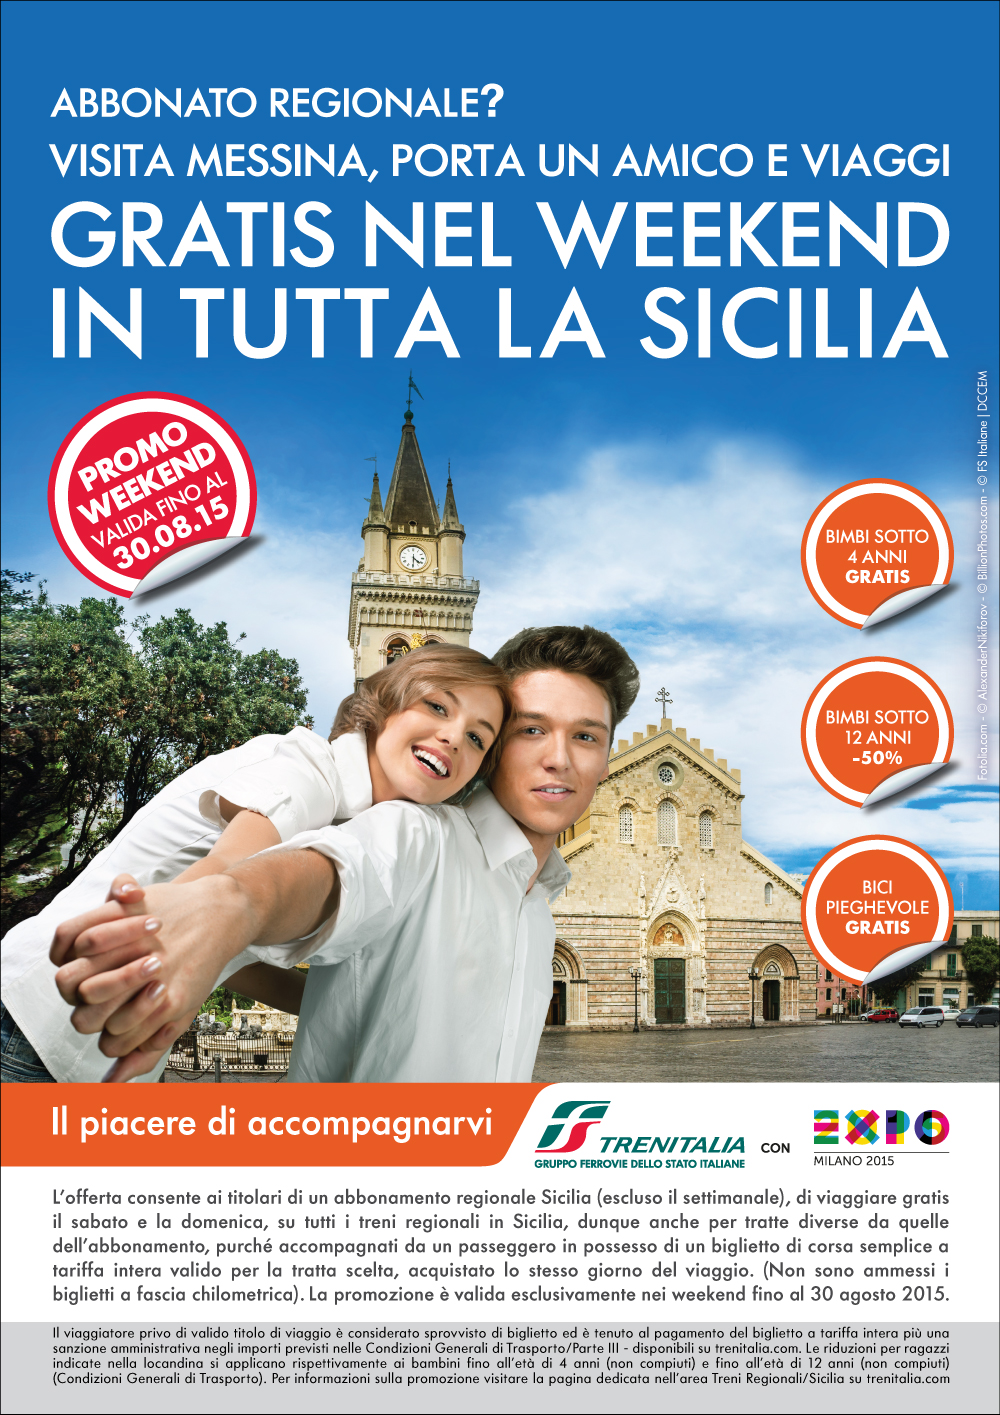 ABBONATO REGIONALE?
VISITA MESSINA, PORTA UN AMICO E VIAGGI
GRATIS NEL WEEKEND
IN TUTTA LA SICILIA
PROMO
WEEKEND
VALIDA FINO AL
30.08.15
BIMBI SOTTO
4 ANNI
GRATIS
BIMBI SOTTO
12 ANNI
-50%
BICI
PIEGHEVOLE
GRATIS
Fotolia.com - © AlexanderNikiforov - © BillionPhotos.com - © FS Italiane | DCCEM
Il piacere di accompagnarvi
TRENITALIA
GRUPPO FERROVIE DELLO STATO ITALIANE
CON
EXPO
MILANO 2015
L'offerta consente ai titolari di un abbonamento regionale Sicilia (escluso il settimanale), di viaggiare gratis
il sabato e la domenica, su tutti i treni regionali in Sicilia, dunque anche per tratte diverse da quelle
dell'abbonamento, purché accompagnati da un passeggero in possesso di un biglietto di corsa semplice a
tariffa intera valido per la tratta scelta, acquistato lo stesso giorno del viaggio. (Non sono ammessi i
biglietti a fascia chilometrica). La promozione è valida esclusivamente nei weekend fino al 30 agosto 2015.
Il viaggiatore privo di valido titolo di viaggio è considerato sprovvisto di biglietto ed è tenuto al pagamento del biglietto a tariffa intera più una
sanzione amministrativa negli importi previsti nelle Condizioni Generali di Trasporto/Parte III - disponibili su trenitalia.com. Le riduzioni per ragazzi
indicate nella locandina si applicano rispettivamente ai bambini fino all'età di 4 anni (non compiuti) e fino all'età di 12 anni (non compiuti)
(Condizioni Generali di Trasporto). Per informazioni sulla promozione visitare la pagina dedicata nell'area Treni Regionali/Sicilia su trenitalia.com